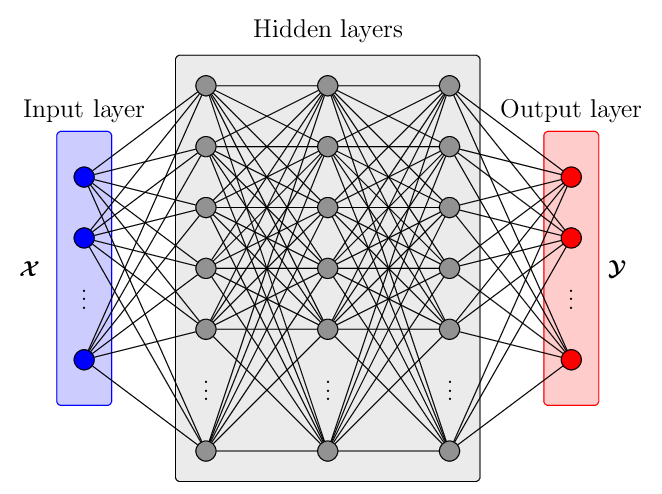 Hidden layers
Input layer
Output layer
𝓧
𝓨